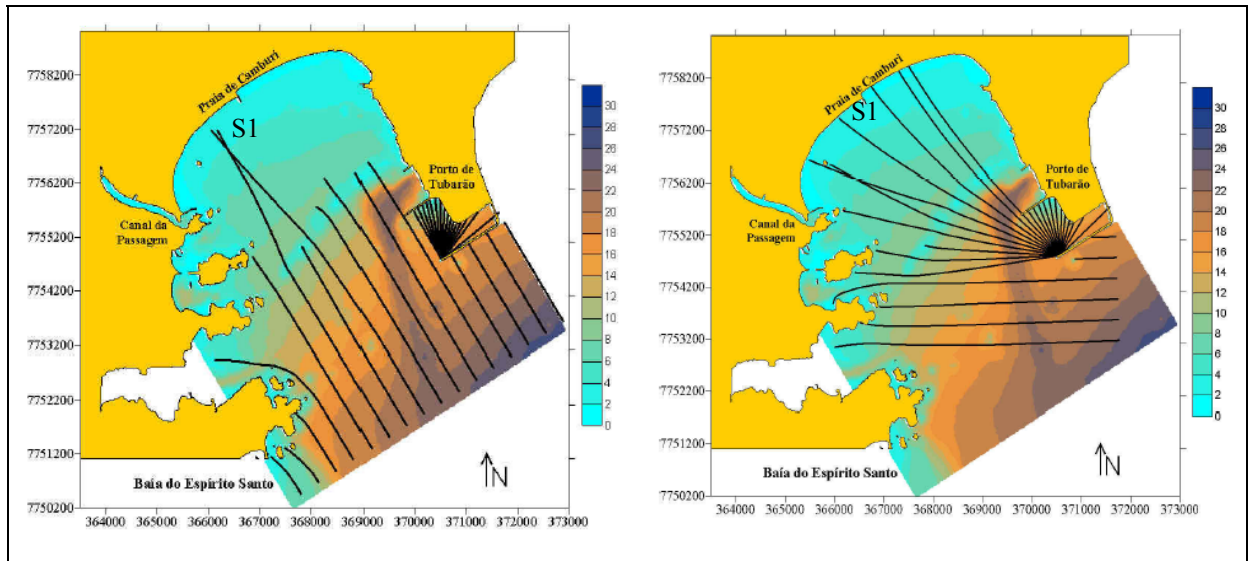 7758200
7757200
7756200
7755200
7754200
7753200
7752200
7751200
7750200
364000 365000 366000 367000 368000 369000 370000 371000 372000 373000
Praia de Camburi
S1
Porto de
Tubarão
Canal da
Passagem
Baía do Espírito Santo
N
30
28
26
24
22
20
18
16
14
12
10
8
6
4
2
0
7758200
7757200
7756200
7755200
7754200
7753200
7752200
7751200
7750200
364000 365000 366000 367000 368000 369000 370000 371000 372000 373000
Praia de Camburi
S1
Porto de
Tubarão
Canal da
Passagem
Baía do Espírito Santo
N
30
28
26
24
22
20
18
16
14
12
10
8
6
4
2
0